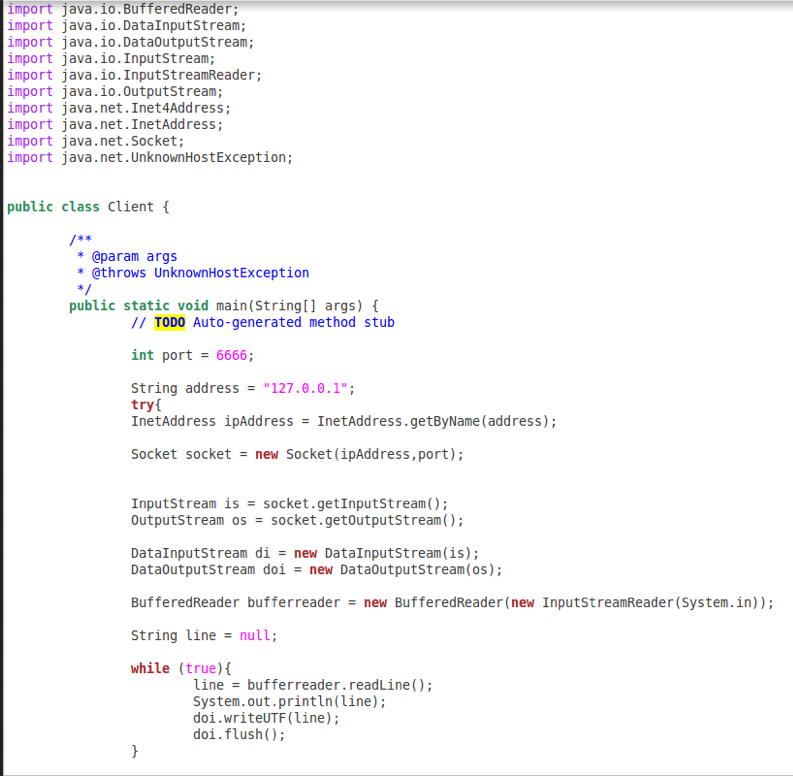 import java.io.BufferedReader;
import java.io.DataInputStream;
import java.io.DataOutputStream;
import java.io.InputStream;
import java.io.InputStreamReader;
import java.io.OutputStream;
import java.net.Inet4Address;
import java.net.InetAddress;
import java.net.Socket;
import java.net.UnknownHostException;
public class Client {
/**
* @param args
* @throws UnknownHostException
*/
public static void main(String[] args) {
// TODO Auto-generated method stub
int port = 6666;
String address = "127.0.0.1";
try{
InetAddress ipAddress = InetAddress.getByName(address);
Socket socket = new Socket(ipAddress,port);
InputStream is = socket.getInputStream();
OutputStream os = socket.getOutputStream();
DataInputStream di = new DataInputStream(is);
DataOutputStream doi = new DataOutputStream(os);
BufferedReader bufferreader = new BufferedReader(new InputStreamReader(System.in));
String line = null;
while (true){
line = bufferreader.readLine();
System.out.println(line);
doi.writeUTF(line);
doi.flush();
}